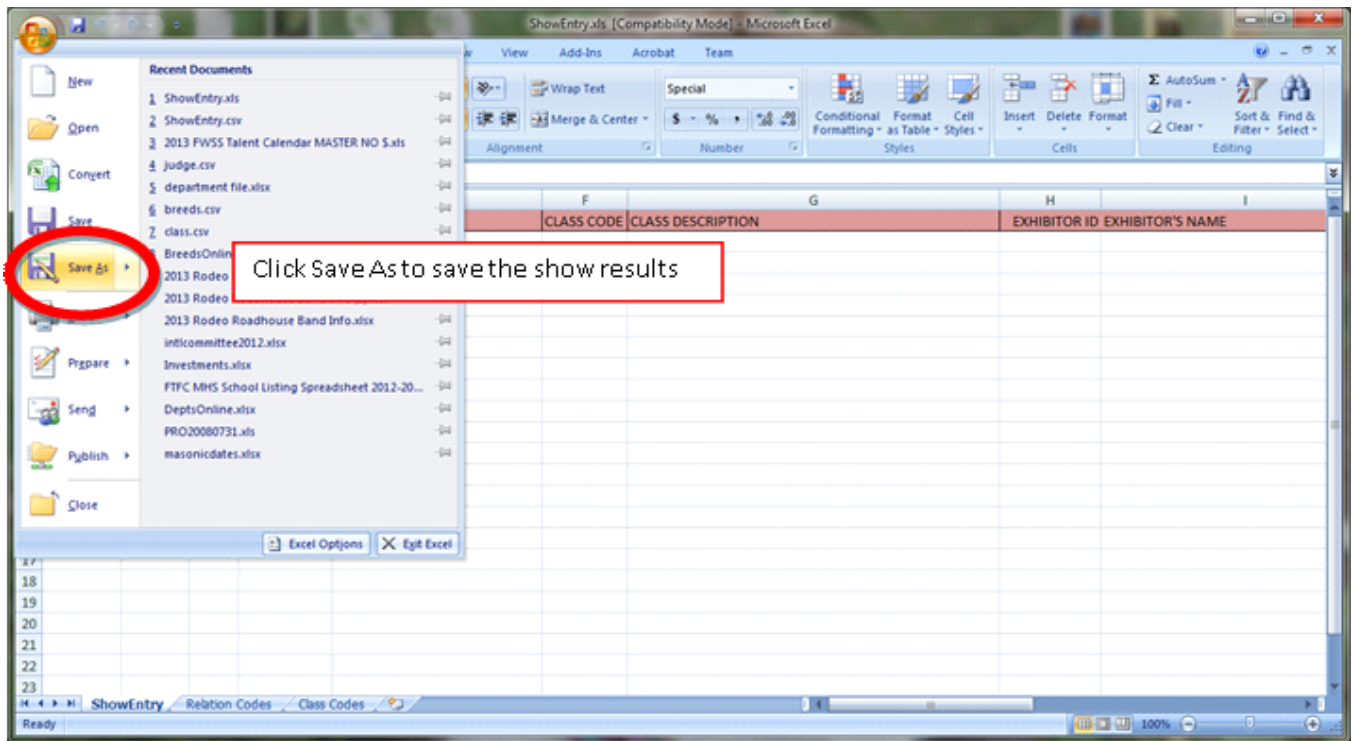 ShowEntry.xls [Compatibility Mode] - Microsoft Excel
View Add-Ins Acrobat Team
New
Open
Convert
Save
Save As
Prepare
Send
Publish
Close
Recent Documents
1 ShowEntry.xls
2 ShowEntry.csv
3 2013 FWSS Talent Calendar MASTER NO $.xls
4 judge.csv
5 department file.xlsx
6 breeds.csv
7 class.csv
BreedsOnlin
2013 Rodeo
2013 Rodeo
2013 Rodeo Roadhouse Band Info.xlsx
intlcommittee2012.xlsx
Investments.xlsx
FTFC MHS School Listing Spreadsheet 2012-20...
DeptsOnline.xlsx
PRO20080731.xls
masonicdates.xlsx
Excel Options Exit Excel
Wrap Text
Merge & Center
Alignment
Special
$ % ,
Number
Conditional Formatting
Format as Table
Cell Styles
Styles
Insert Delete Format
Cells
Σ AutoSum
Fill
Clear
Sort & Filter
Find & Select
Editing
F G H I
CLASS CODE CLASS DESCRIPTION EXHIBITOR ID EXHIBITOR'S NAME
Click Save As to save the show results
17
18
19
20
21
22
23
ShowEntry Relation Codes Class Codes
Ready 100%